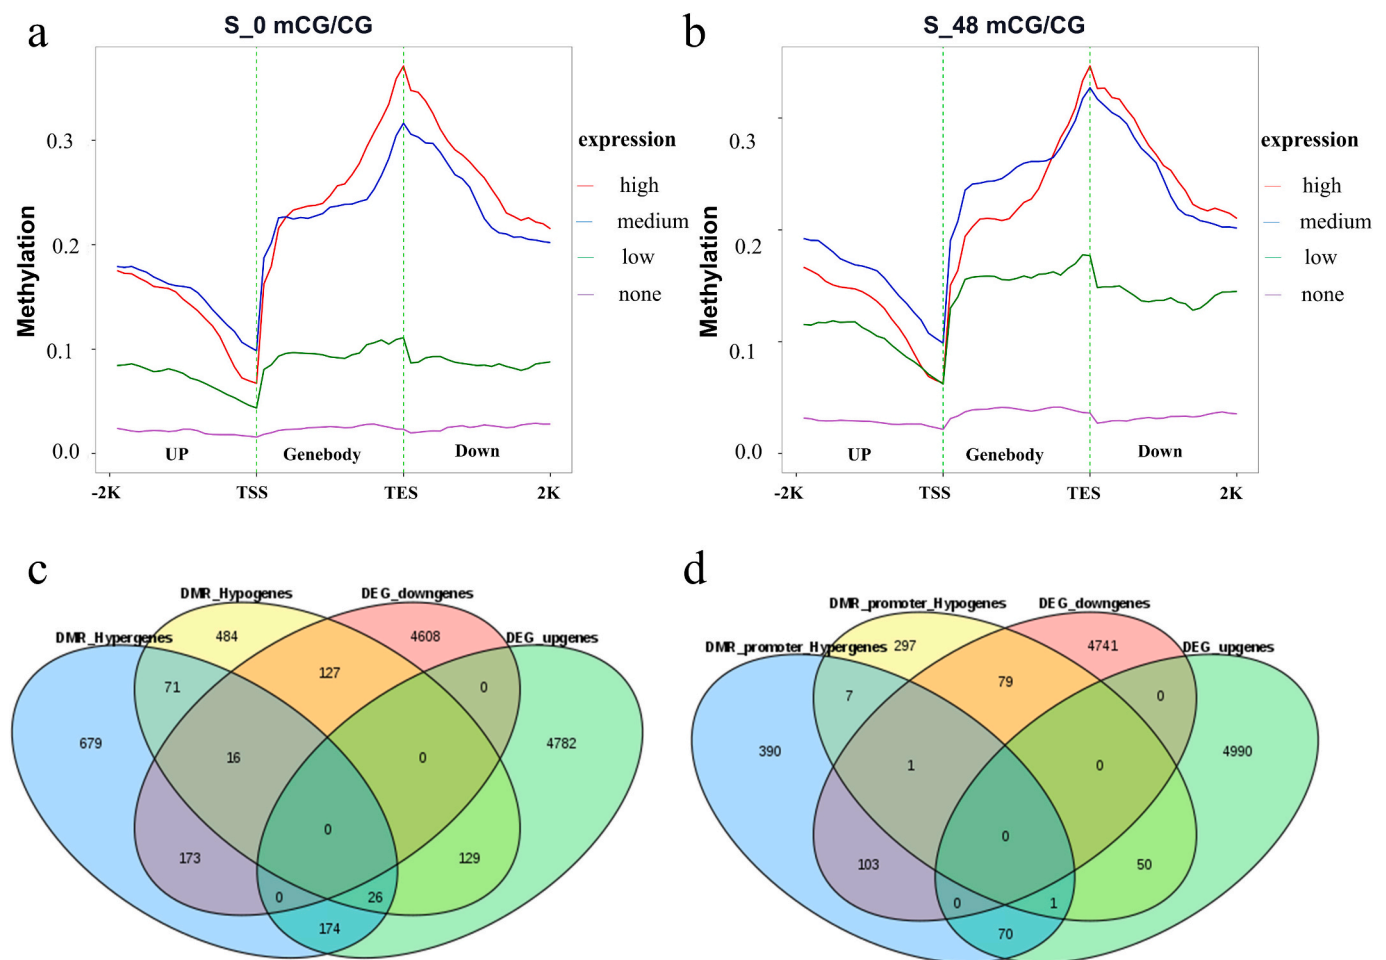 a
S_0 mCG/CG
Methylation
0.3
0.2
0.1
0.0
UP
Genebody
Down
-2K
TSS
TES
2K
expression
high
medium
low
none
b
S_48 mCG/CG
Methylation
0.3
0.2
0.1
0.0
UP
Genebody
Down
-2K
TSS
TES
2K
expression
high
medium
low
none
c
DMR_Hypogenes
DEG_downgenes
DMR_Hypergenes
DEG_upgenes
484
4608
127
71
0
679
16
0
4782
0
173
129
0
26
174
d
DMR_promoter_Hypogenes
DEG_downgenes
DMR_promoter_Hypergenes
DEG_upgenes
297
4741
79
7
0
390
1
0
4990
0
103
50
0
1
70